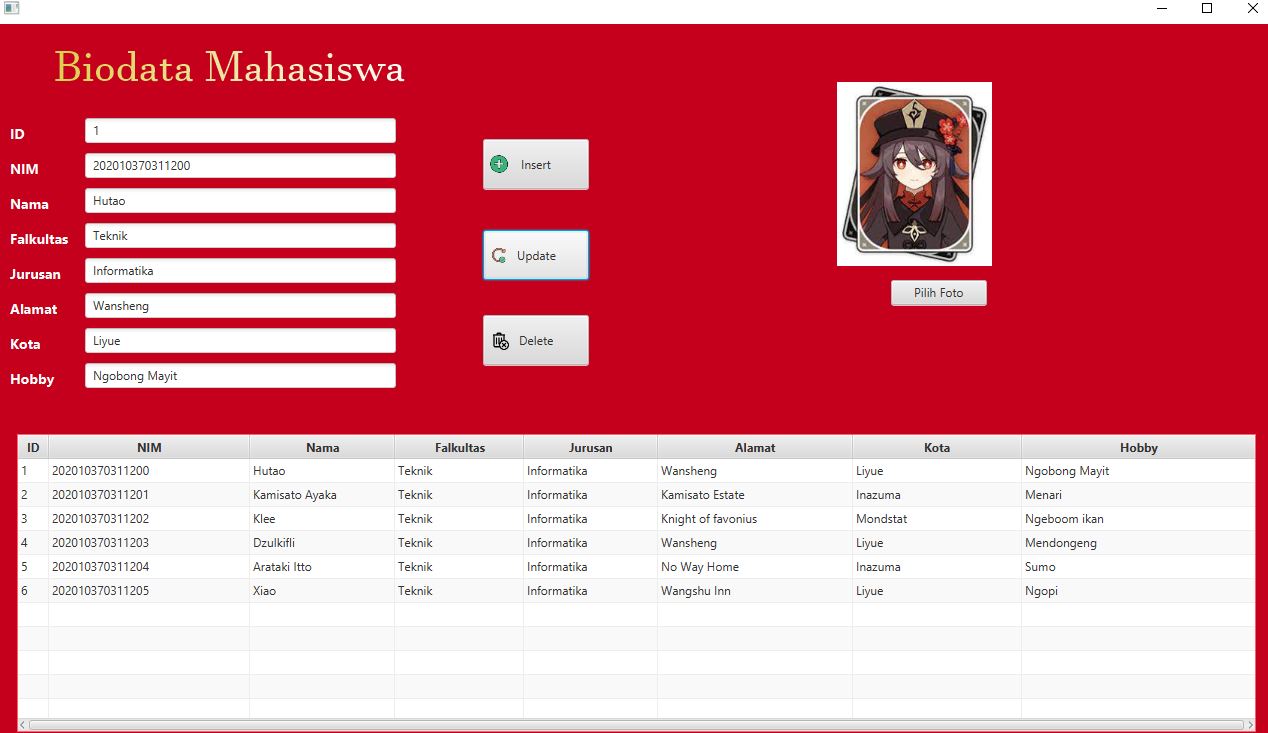 Biodata Mahasiswa
ID 1
NIM 202010370311200
Nama Hutao
Falkultas Teknik
Jurusan Informatika
Alamat Wansheng
Kota Liyue
Hobby Ngobong Mayit
Insert
Update
Delete
Pilih Foto
ID NIM Nama Falkultas Jurusan Alamat Kota Hobby
1 202010370311200 Hutao Teknik Informatika Wansheng Liyue Ngobong Mayit
2 202010370311201 Kamisato Ayaka Teknik Informatika Kamisato Estate Inazuma Menari
3 202010370311202 Klee Teknik Informatika Knight of favonius Mondstat Ngeboom ikan
4 202010370311203 Dzulkifli Teknik Informatika Wansheng Liyue Mendongeng
5 202010370311204 Arataki Itto Teknik Informatika No Way Home Inazuma Sumo
6 202010370311205 Xiao Teknik Informatika Wangshu Inn Liyue Ngopi